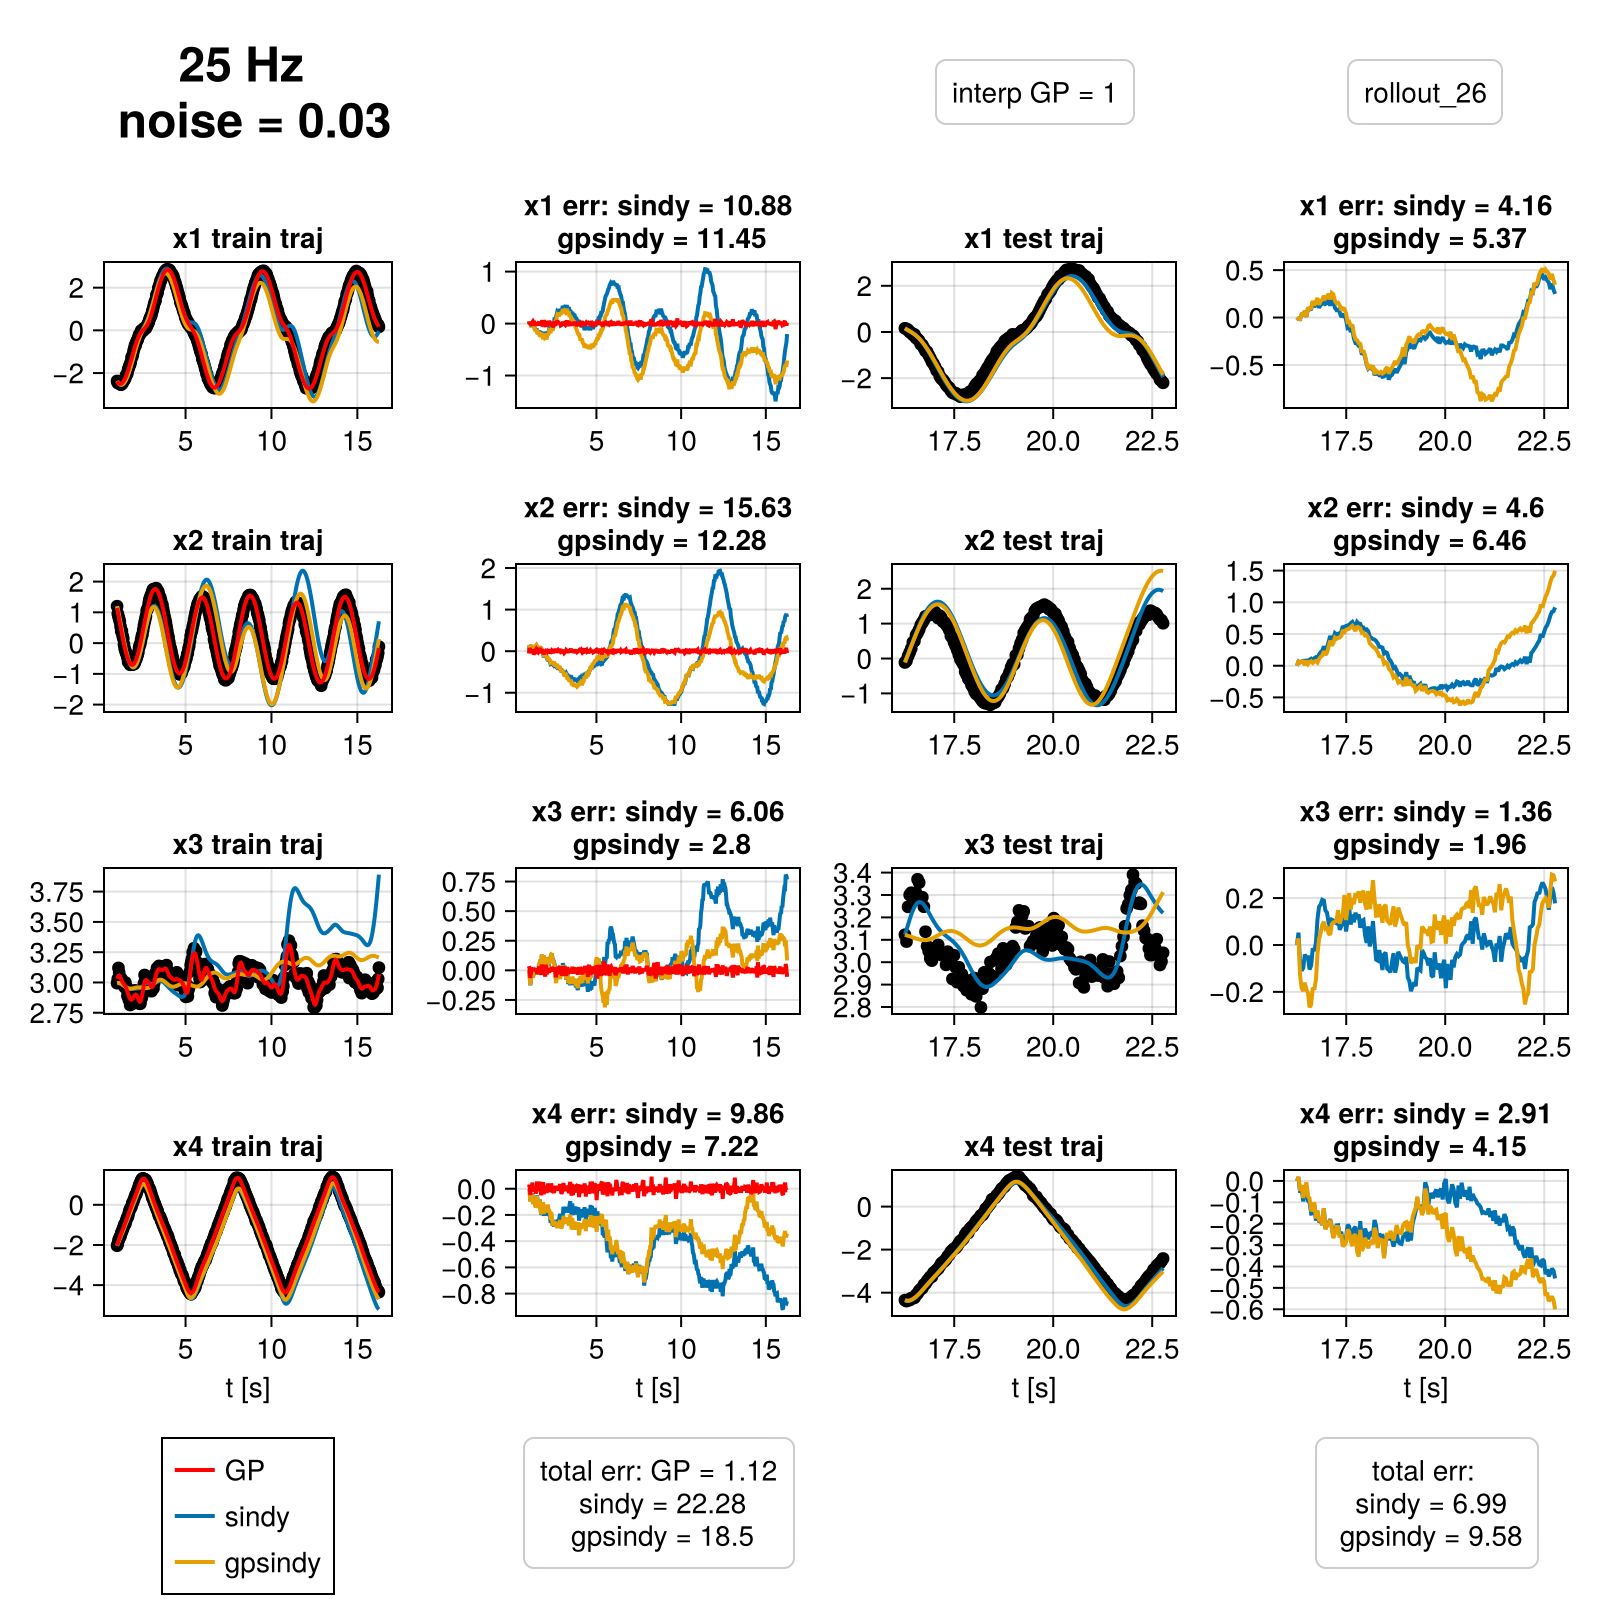 25 Hz
noise = 0.03
interp GP = 1
rollout_26
x1 train traj
2
0
−2
5
10
15
x1 err: sindy = 10.88
gpsindy = 11.45
1
0
−1
5
10
15
x1 test traj
2
0
−2
17.5
20.0
22.5
x1 err: sindy = 4.16
gpsindy = 5.37
0.5
0.0
−0.5
17.5
20.0
22.5
x2 train traj
2
1
0
−1
−2
5
10
15
x2 err: sindy = 15.63
gpsindy = 12.28
2
1
0
−1
5
10
15
x2 test traj
2
1
0
−1
17.5
20.0
22.5
x2 err: sindy = 4.6
gpsindy = 6.46
1.5
1.0
0.5
0.0
−0.5
17.5
20.0
22.5
x3 train traj
3.75
3.50
3.25
3.00
2.75
5
10
15
x3 err: sindy = 6.06
gpsindy = 2.8
0.75
0.50
0.25
0.00
−0.25
5
10
15
x3 test traj
3.4
3.3
3.2
3.1
3.0
2.9
2.8
17.5
20.0
22.5
x3 err: sindy = 1.36
gpsindy = 1.96
0.2
0.0
−0.2
17.5
20.0
22.5
x4 train traj
0
−2
−4
5
10
15
t [s]
x4 err: sindy = 9.86
gpsindy = 7.22
0.0
−0.2
−0.4
−0.6
−0.8
5
10
15
t [s]
x4 test traj
0
−2
−4
17.5
20.0
22.5
t [s]
x4 err: sindy = 2.91
gpsindy = 4.15
0.0
−0.1
−0.2
−0.3
−0.4
−0.5
−0.6
17.5
20.0
22.5
t [s]
GP
sindy
gpsindy
total err: GP = 1.12
sindy = 22.28
gpsindy = 18.5
total err:
sindy = 6.99
gpsindy = 9.58